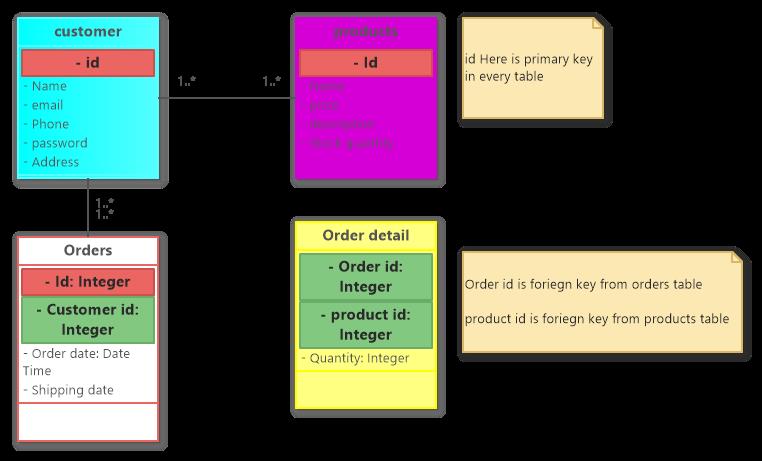 customer
- id
- Name
- email
- Phone
- password
- Address
1..*
1..*
products
- Id
- Name
- price
- description
- stock quantity
id Here is primary key
in every table
1..*
1..*
Orders
- Id: Integer
- Customer id:
Integer
- Order date: Date
Time
- Shipping date
Order detail
- Order id:
Integer
- product id:
Integer
- Quantity: Integer
Order id is foriegn key from orders table
product id is foriegn key from products table